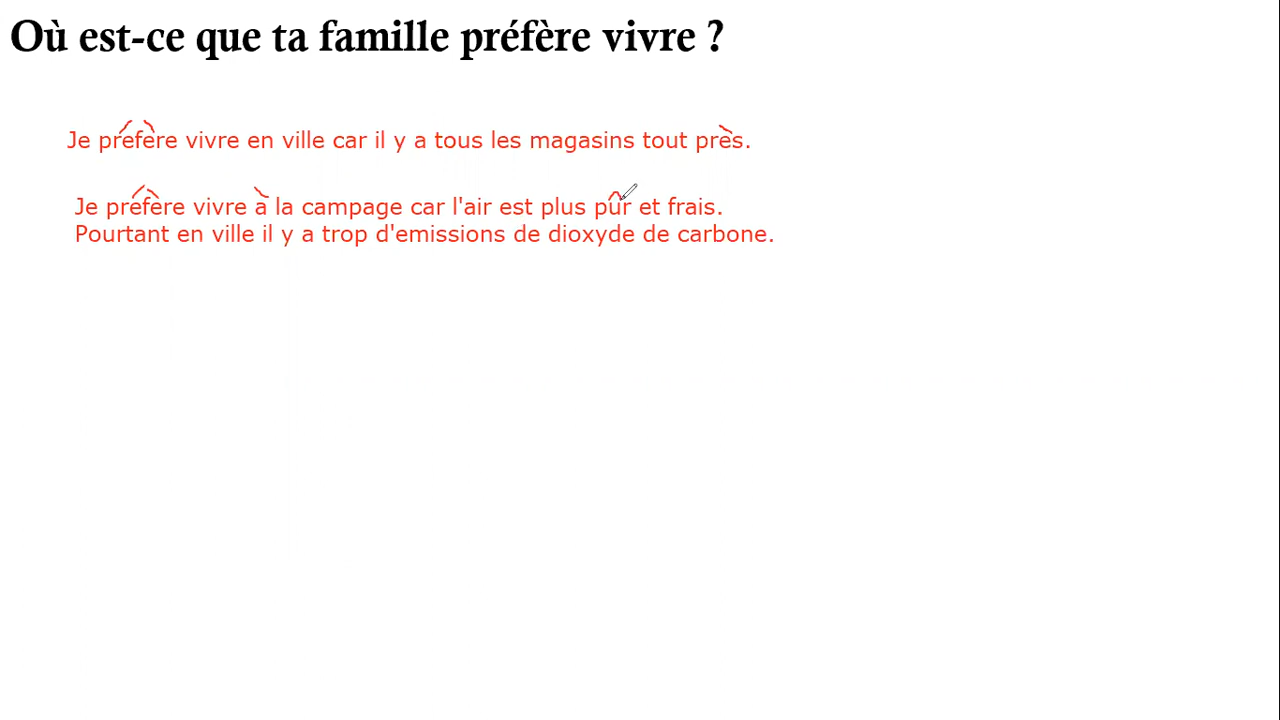 Où est-ce que ta famille préfère vivre ?
Je préfère vivre en ville car il y a tous les magasins tout près.
Je préfère vivre à la campage car l'air est plus pûr et frais.
Pourtant en ville il y a trop d'emissions de dioxyde de carbone.